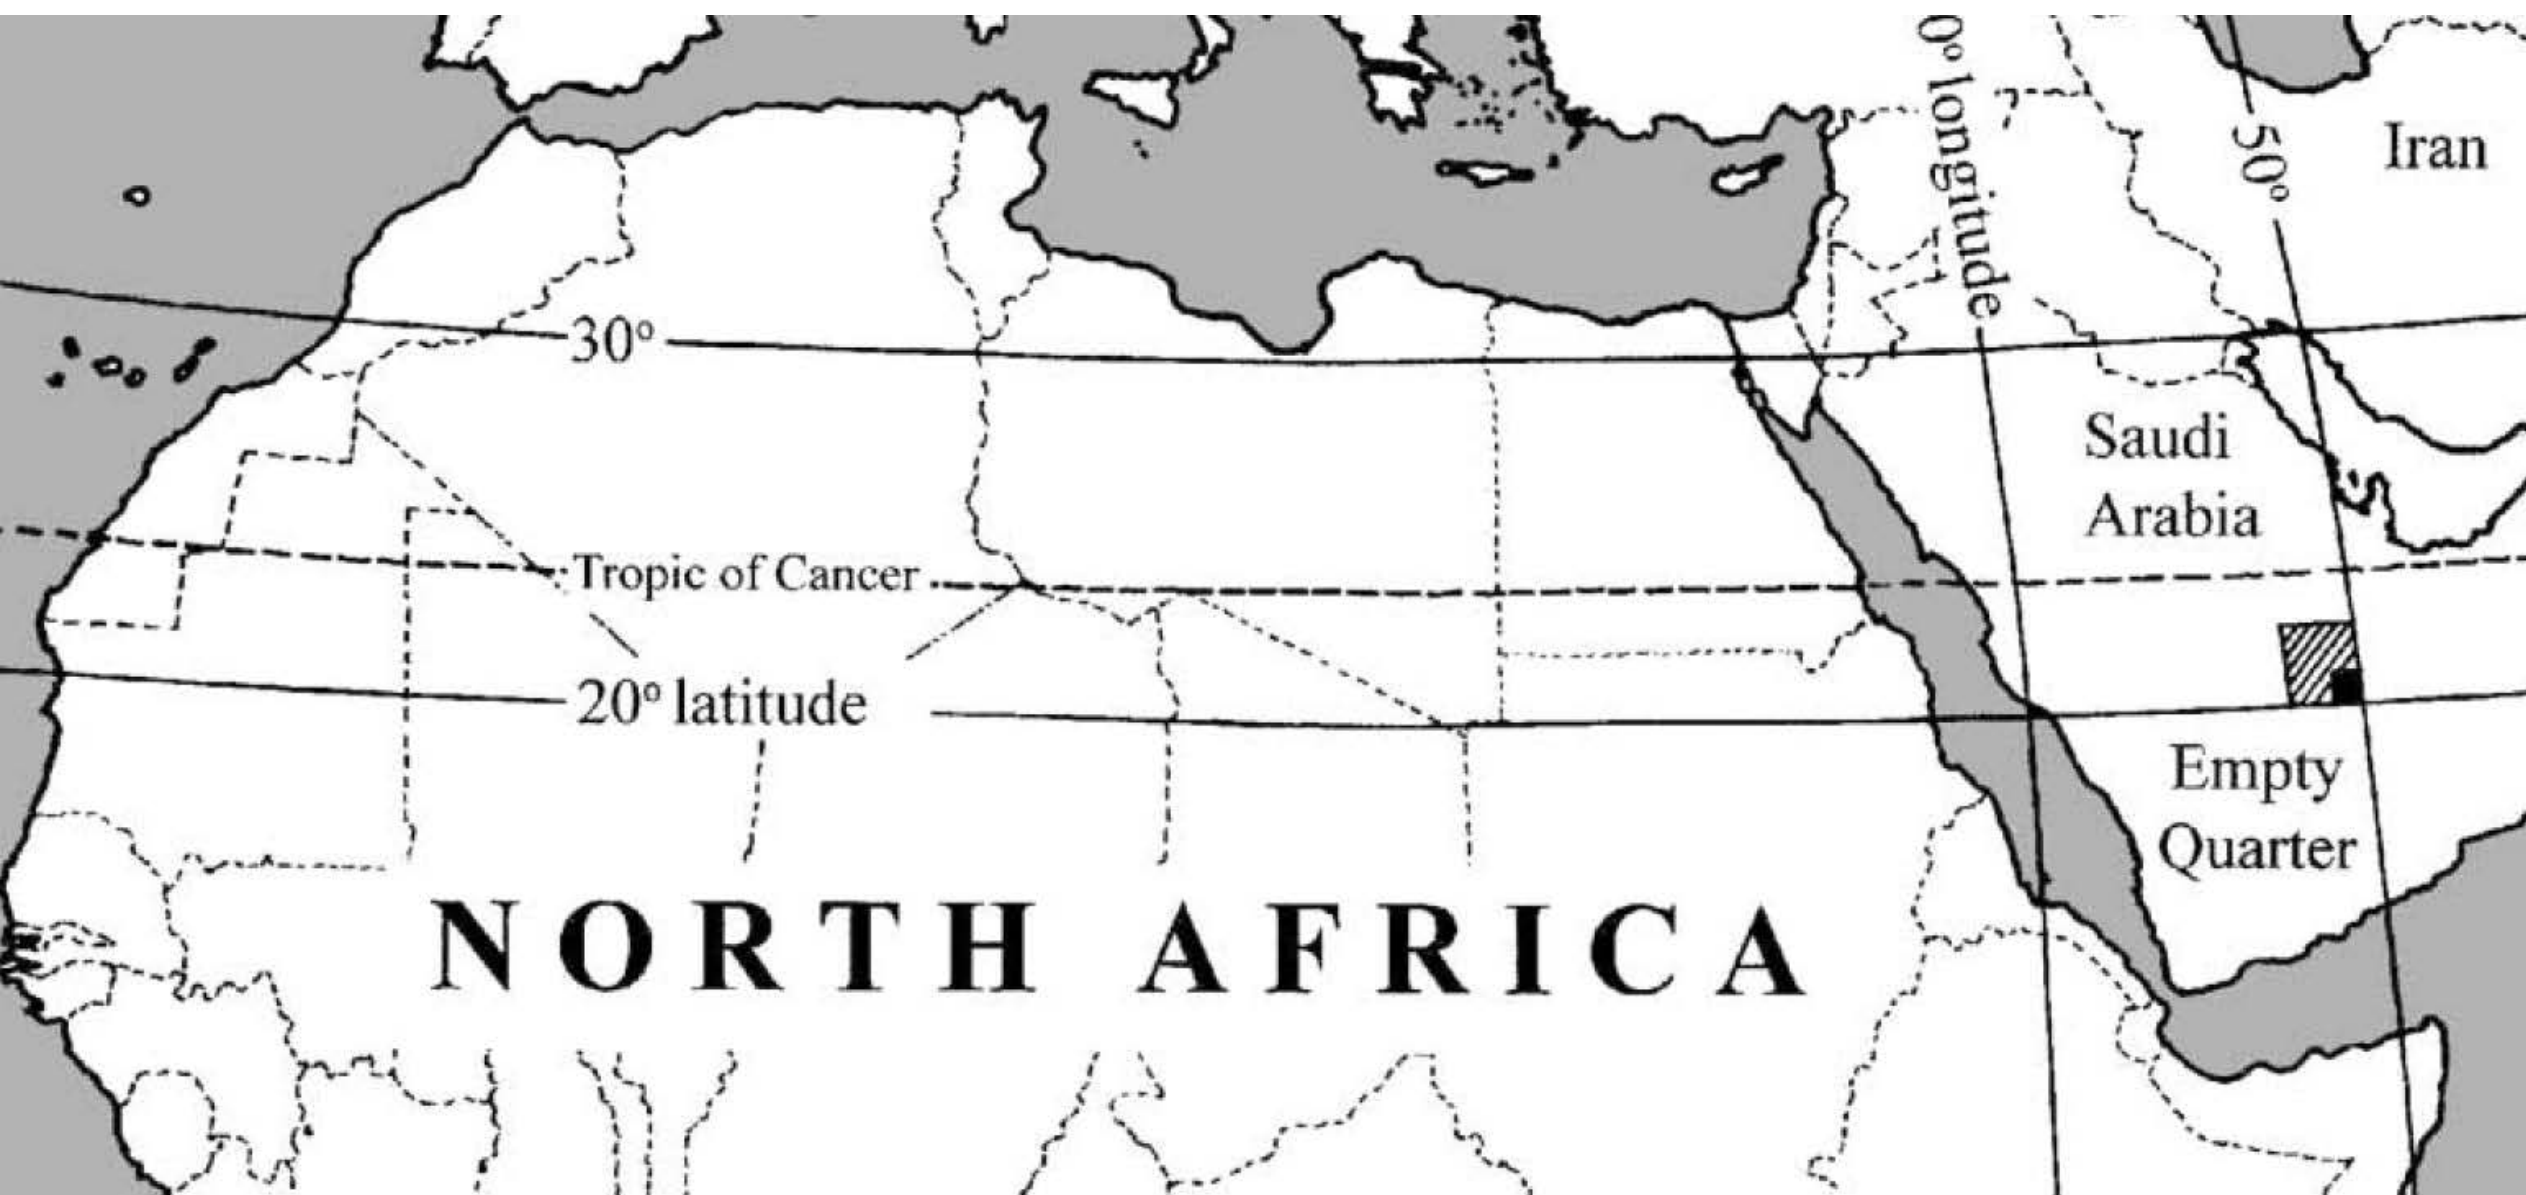 0° longitude
50°
Iran
30°
Saudi
Arabia
Tropic of Cancer
20° latitude
Empty
Quarter
NORTH AFRICA